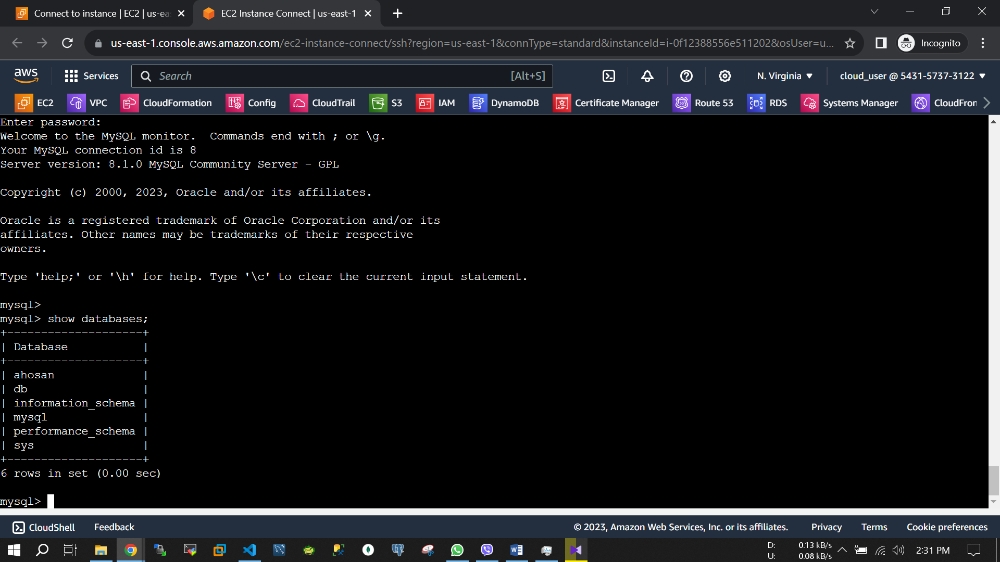 Connect to instance | EC2 | us-eas
EC2 Instance Connect | us-east-1
us-east-1.console.aws.amazon.com/ec2-instance-connect/ssh?region=us-east-1&connType=standard&instanceId=i-0f12388556e511202&osUser=u...
Incognito
aws
Services
Search
[Alt+S]
N. Virginia
cloud_user @ 5431-5737-3122
EC2
VPC
CloudFormation
Config
CloudTrail
S3
IAM
DynamoDB
Certificate Manager
Route 53
RDS
Systems Manager
CloudFron
Enter password:
Welcome to the MySQL monitor.  Commands end with ; or \g.
Your MySQL connection id is 8
Server version: 8.1.0 MySQL Community Server - GPL
Copyright (c) 2000, 2023, Oracle and/or its affiliates.
Oracle is a registered trademark of Oracle Corporation and/or its
affiliates. Other names may be trademarks of their respective
owners.
Type 'help;' or '\h' for help. Type '\c' to clear the current input statement.
mysql>
mysql> show databases;
+--------------------+
| Database           |
+--------------------+
| ahosan             |
| db                 |
| information_schema |
| mysql              |
| performance_schema |
| sys                |
+--------------------+
6 rows in set (0.00 sec)
mysql>
CloudShell
Feedback
© 2023, Amazon Web Services, Inc. or its affiliates.
Privacy
Terms
Cookie preferences
D: 0.13 kB/s
U: 0.08 kB/s
2:31 PM